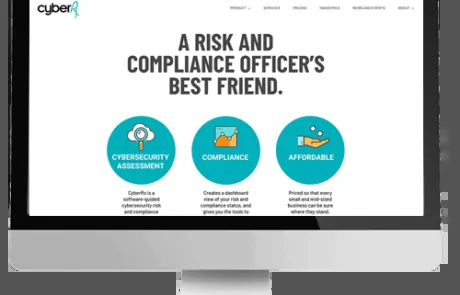 cyberRx
PRODUCT
SERVICES
PRICING
INDUSTRIES
NEWS AND EVENTS
ABOUT
A RISK AND
COMPLIANCE OFFICER'S
BEST FRIEND.
CYBERSECURITY
ASSESSMENT
COMPLIANCE
AFFORDABLE
CyberRx is a
software-guided
cybersecurity risk
and compliance
Creates a dashboard
view of your risk and
compliance status, and
gives you the tools to
Priced so that every
small and mid-sized
business can be sure
where they stand.